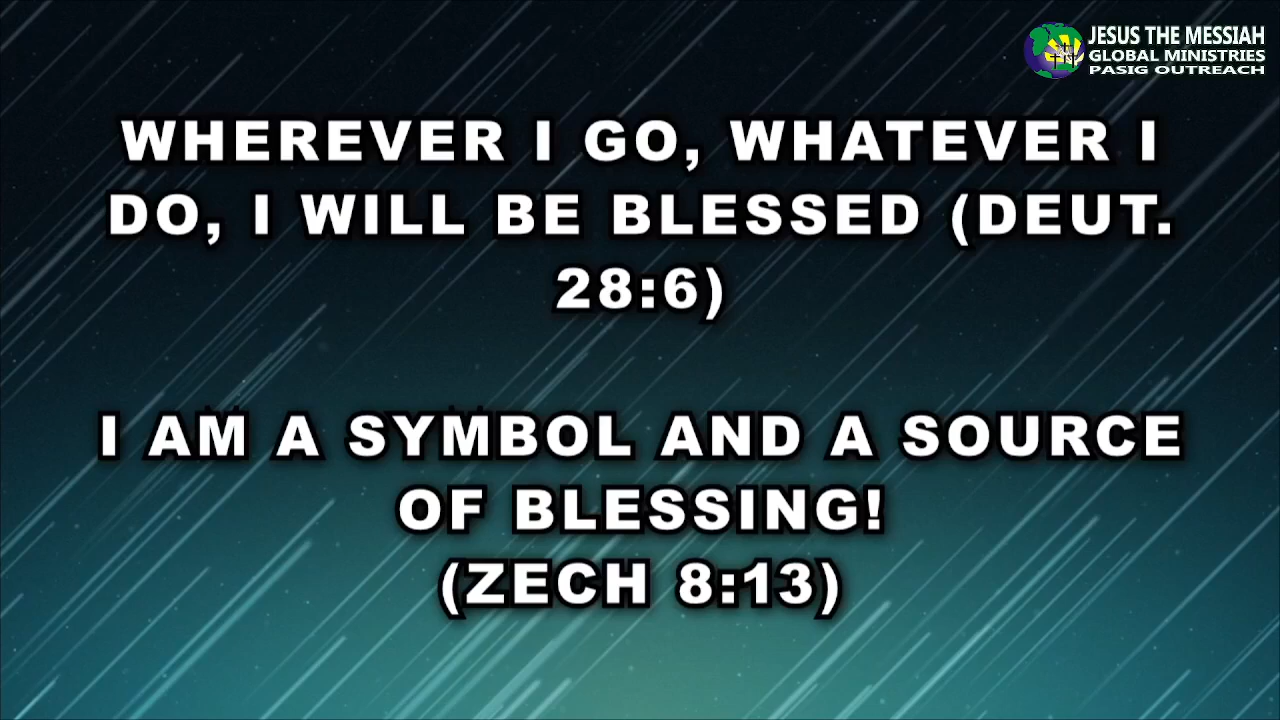 JESUS THE MESSIAH
GLOBAL MINISTRIES
PASIG OUTREACH
WHEREVER I GO, WHATEVER I
DO, I WILL BE BLESSED (DEUT.
28:6)
I AM A SYMBOL AND A SOURCE
OF BLESSING!
(ZECH 8:13)